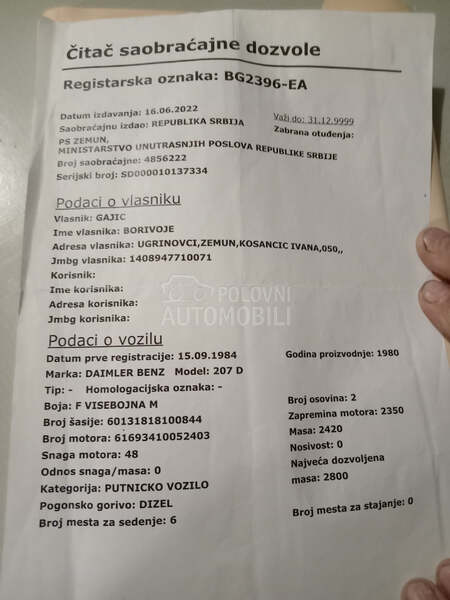 Čitač saobraćajne dozvole
Registarska oznaka: BG2396-EA
Datum izdavanja: 16.06.2022
Važi do: 31.12.9999
Saobraćajnu izdao: REPUBLIKA SRBIJA
Zabrana otuđenja:
PS ZEMUN,
MINISTARSTVO UNUTRASNJIH POSLOVA REPUBLIKE SRBIJE
Broj saobraćajne: 4856222
Serijski broj: SD000010137334
Podaci o vlasniku
Vlasnik: GAJIC
Ime vlasnika: BORIVOJE
Adresa vlasnika: UGRINOVCI,ZEMUN,KOSANCIC IVANA,050,,
Jmbg vlasnika: 1408947710071
Korisnik:
Ime korisnika:
Adresa korisnika:
Jmbg korisnika:
POLOVNI
AUTOMOBILI
Podaci o vozilu
Datum prve registracije: 15.09.1984
Godina proizvodnje: 1980
Marka: DAIMLER BENZ Model: 207 D
Tip: - Homologacijska oznaka: -
Boja: F VISEBOJNA M
Broj osovina: 2
Broj šasije: 60131818100844
Zapremina motora: 2350
Broj motora: 61693410052403
Masa: 2420
Snaga motora: 48
Nosivost: 0
Odnos snaga/masa: 0
Najveća dozvoljena
masa: 2800
Kategorija: PUTNICKO VOZILO
Pogonsko gorivo: DIZEL
Broj mesta za sedenje: 6
Broj mesta za stajanje: 0